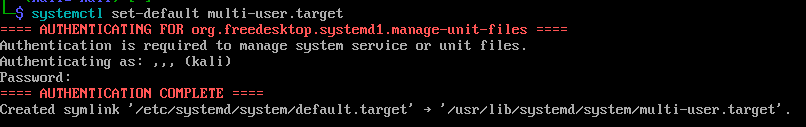 $ systemctl set-default multi-user.target
==== AUTHENTICATING FOR org.freedesktop.systemd1.manage-unit-files ====
Authentication is required to manage system service or unit files.
Authenticating as: ,,, (kali)
Password:
==== AUTHENTICATION COMPLETE ====
Created symlink '/etc/systemd/system/default.target' → '/usr/lib/systemd/system/multi-user.target'.